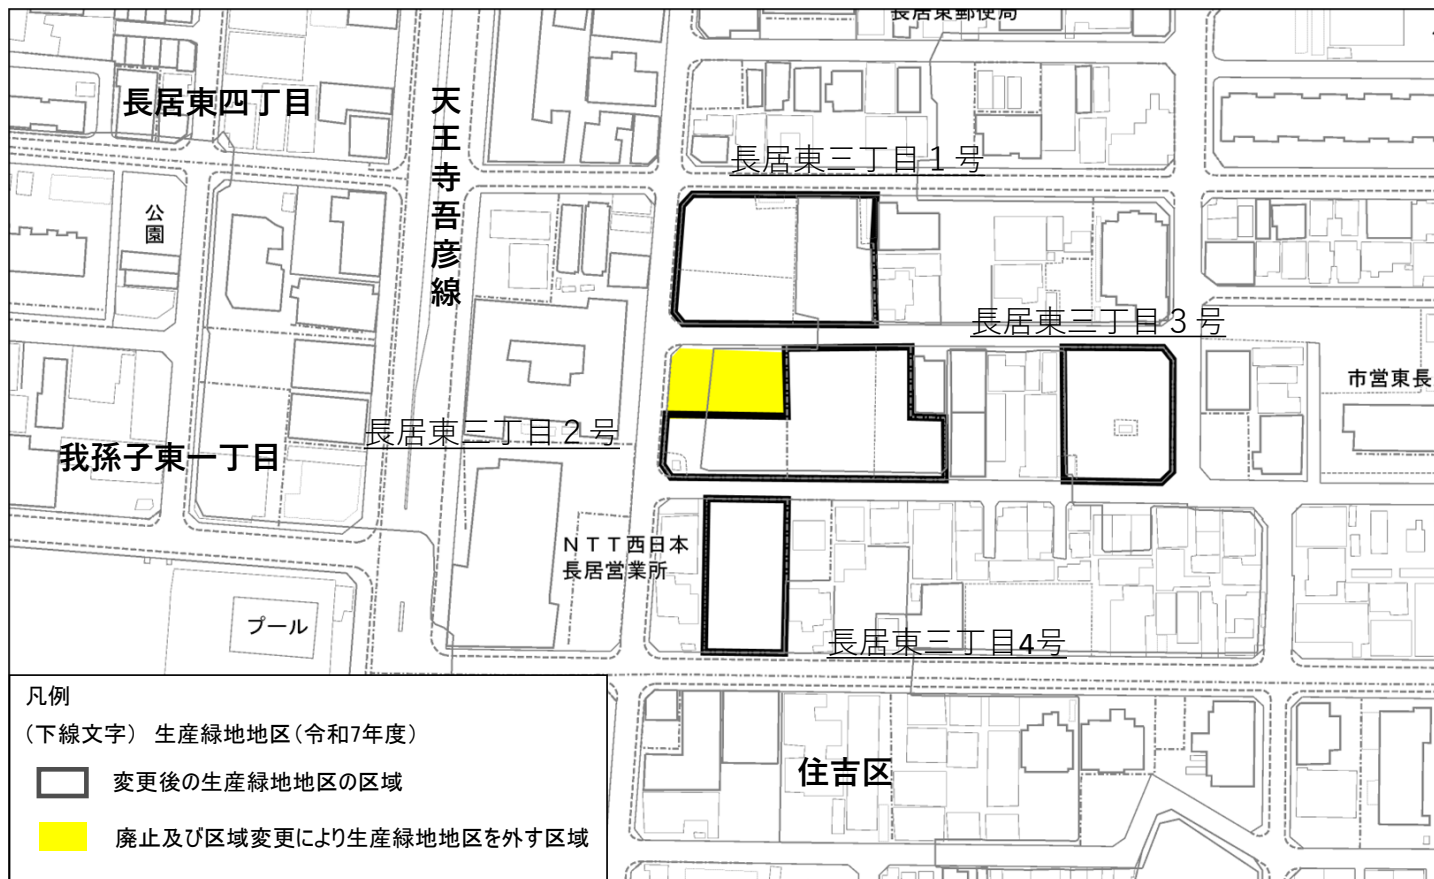 長居東郵便局
長居東四丁目
天王寺吾彦線
長居東三丁目１号
公園
長居東三丁目３号
市営東長
長居東三丁目２号
我孫子東一丁目
ＮＴＴ西日本
長居営業所
プール
長居東三丁目4号
住吉区
凡例
（下線文字） 生産緑地地区（令和7年度）
変更後の生産緑地地区の区域
廃止及び区域変更により生産緑地地区を外す区域